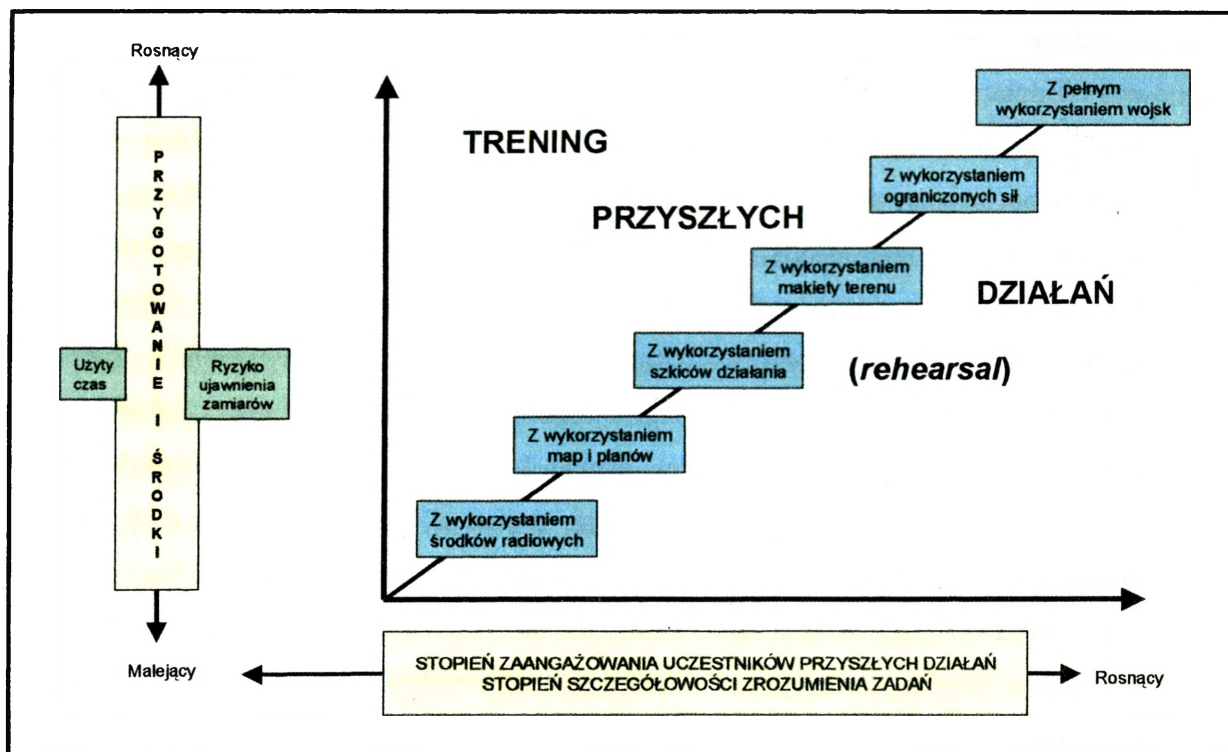 Rosnący
PRZYGOTOWANIE I ŚRODKI
Użyty
czas
Ryzyko
ujawnienia
zamiarów
Malejący
TRENING
PRZYSZŁYCH
DZIAŁAŃ
(rehearsal)
Z pełnym
wykorzystaniem wojsk
Z wykorzystaniem
ograniczonych sił
Z wykorzystaniem
makiety terenu
Z wykorzystaniem
szkiców działania
Z wykorzystaniem
map i planów
Z wykorzystaniem
środków radiowych
STOPIEŃ ZAANGAŻOWANIA UCZESTNIKÓW PRZYSZŁYCH DZIAŁAŃ
STOPIEŃ SZCZEGÓŁOWOŚCI ZROZUMIENIA ZADAŃ
Rosnący